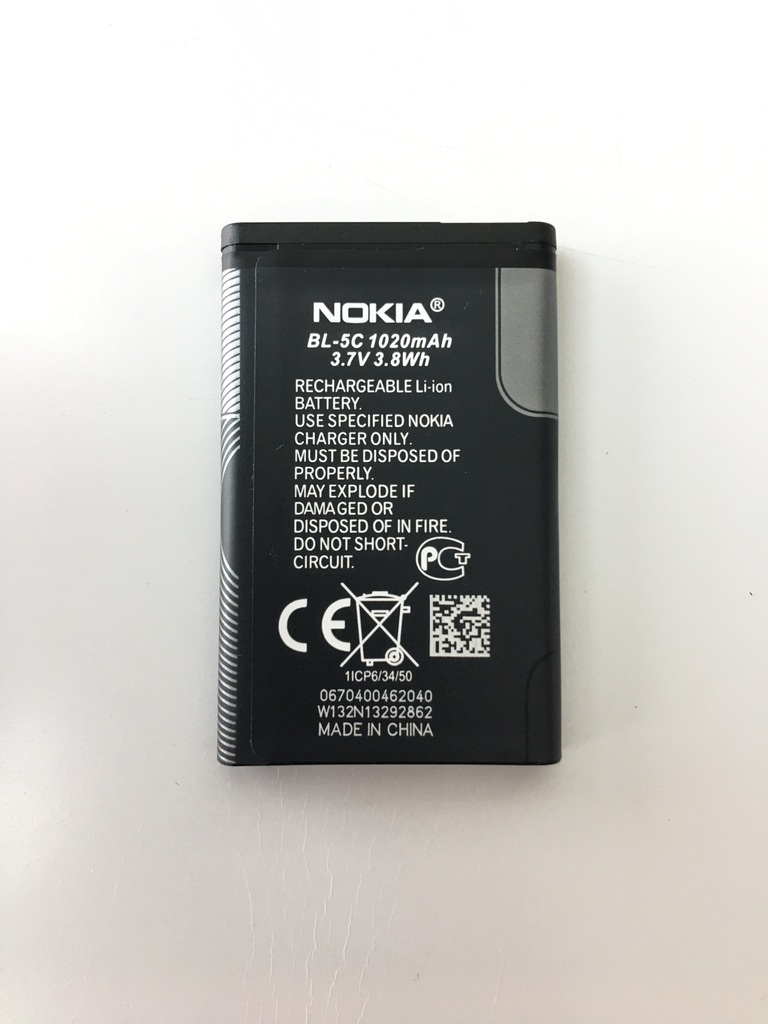 NOKIA®
BL-5C 1020mAh
3.7V 3.8Wh
RECHARGEABLE Li-ion
BATTERY.
USE SPECIFIED NOKIA
CHARGER ONLY.
MUST BE DISPOSED OF
PROPERLY.
MAY EXPLODE IF
DAMAGED OR
DISPOSED OF IN FIRE.
DO NOT SHORT-
CIRCUIT.
PCT
CE
1ICP6/34/50
0670400462040
W132N13292862
MADE IN CHINA